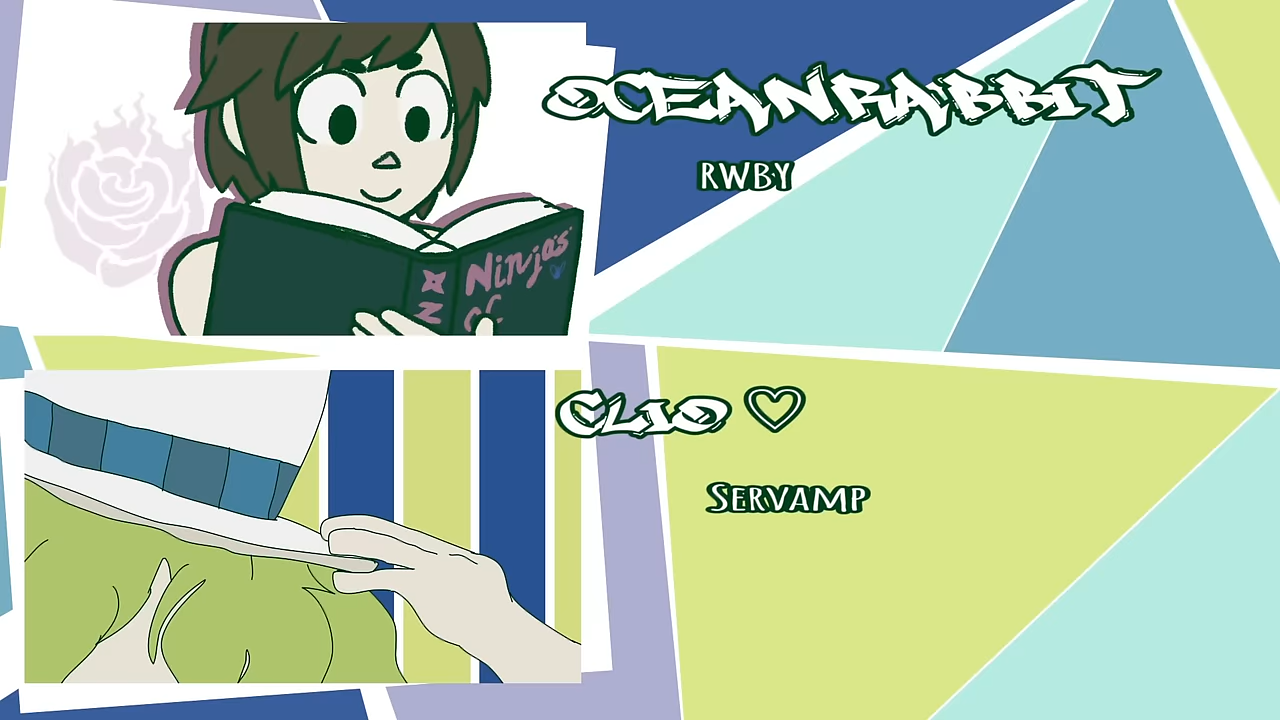 OCEANRABBIT
RWBY
Ninjas
of
N
CLIO ♡
SERVAMP